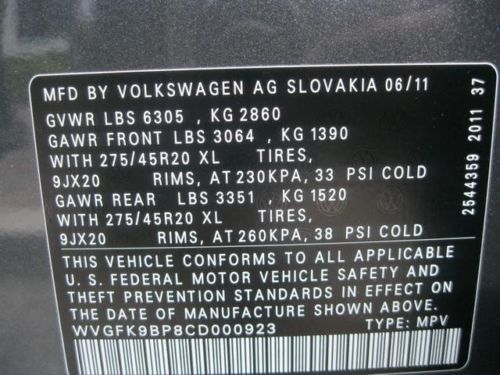 MFD BY VOLKSWAGEN AG SLOVAKIA 06/11
GVWR LBS 6305 , KG 2860
GAWR FRONT LBS 3064 , KG 1390
WITH 275/45R20 XL TIRES,
9JX20 RIMS, AT 230KPA, 33 PSI COLD
GAWR REAR LBS 3351 , KG 1520
WITH 275/45R20 XL TIRES,
9JX20 RIMS, AT 260KPA, 38 PSI COLD
THIS VEHICLE CONFORMS TO ALL APPLICABLE
U. S. FEDERAL MOTOR VEHICLE SAFETY AND
THEFT PREVENTION STANDARDS IN EFFECT ON
THE DATE OF MANUFACTURE SHOWN ABOVE.
WVGFK9BP8CD000923 TYPE: MPV
2544359 2011 37